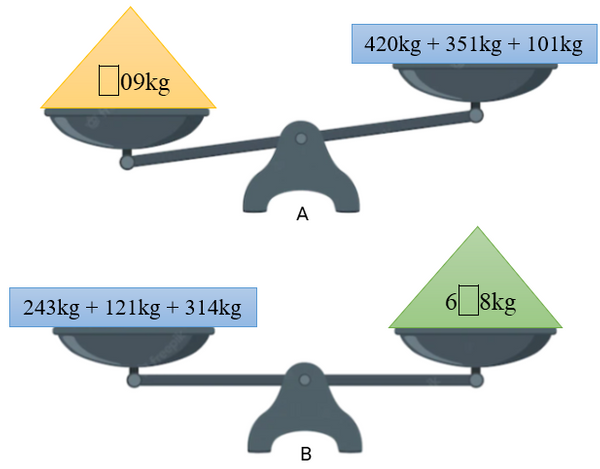 □09kg
420kg + 351kg + 101kg
A
243kg + 121kg + 314kg
6□8kg
B